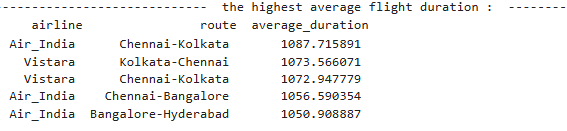 ---------------------------- the highest average flight duration : --------
airline route average_duration
Air_India Chennai-Kolkata 1087.715891
Vistara Kolkata-Chennai 1073.566071
Vistara Chennai-Kolkata 1072.947779
Air_India Chennai-Bangalore 1056.590354
Air_India Bangalore-Hyderabad 1050.908887